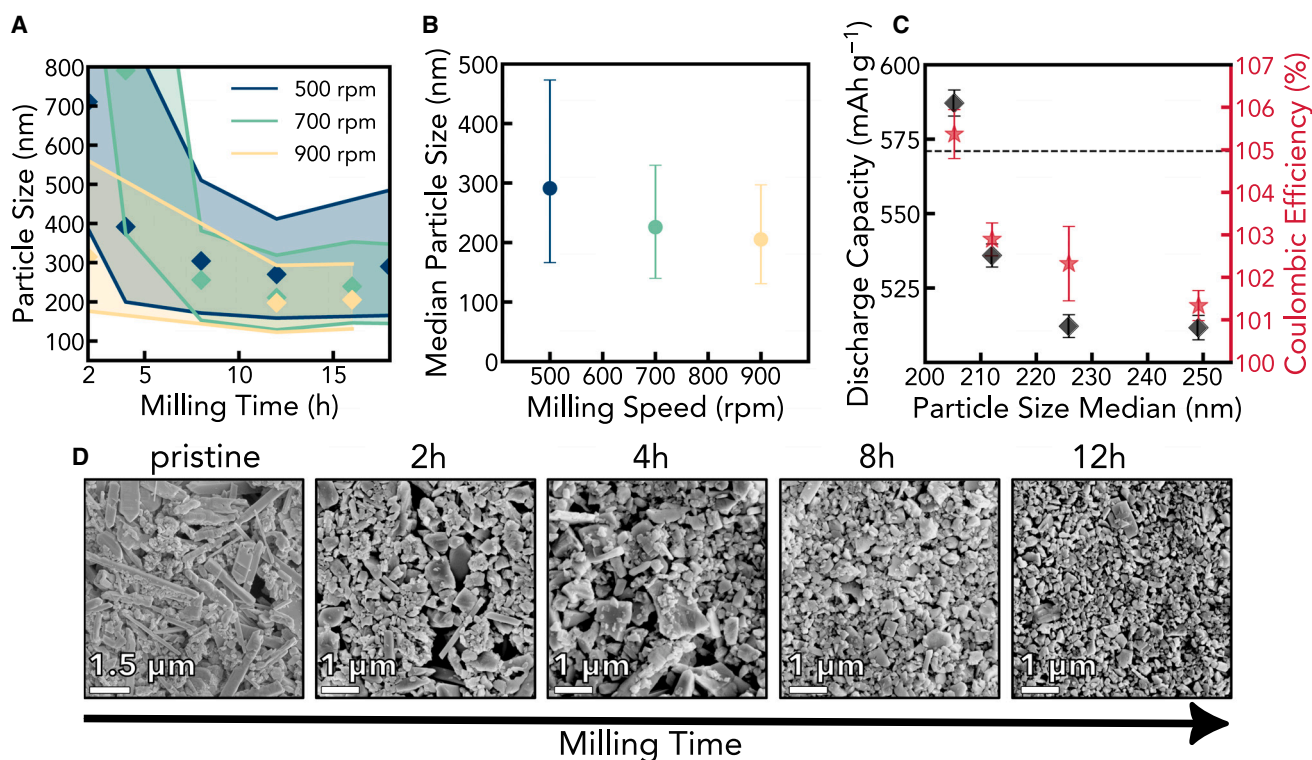 A
Particle Size (nm)
800
700
600
500
400
300
200
100
2
5
10
15
Milling Time (h)
500 rpm
700 rpm
900 rpm
B
Median Particle Size (nm)
500
400
300
200
100
0
500
600
700
800
900
Milling Speed (rpm)
C
Discharge Capacity (mAh g⁻¹)
600
575
550
525
200
210
220
230
240
250
Particle Size Median (nm)
107
106
105
104
103
102
101
100
Coulombic Efficiency (%)
D
pristine
2h
4h
8h
12h
1.5 µm
1 µm
1 µm
1 µm
1 µm
Milling Time